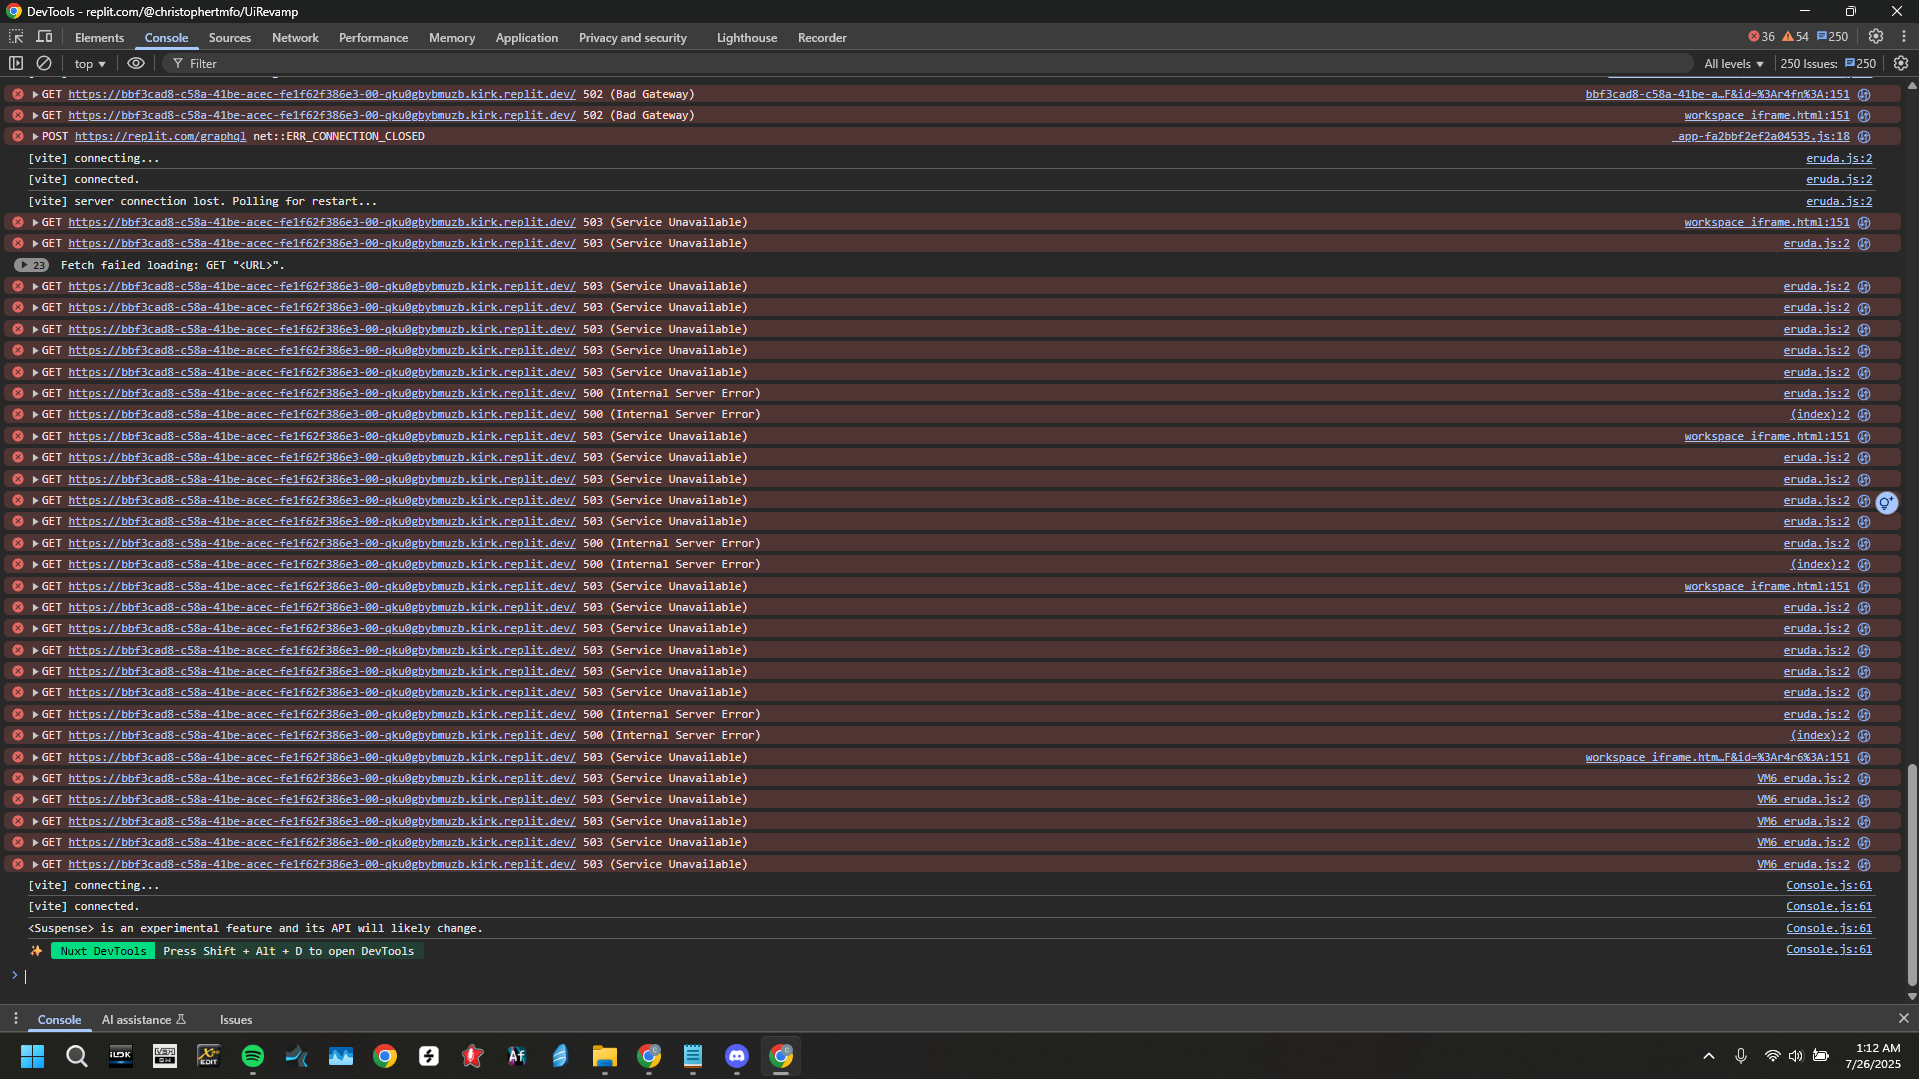 DevTools - replit.com/@christophertmfo/UiRevamp
Elements Console Sources Network Performance Memory Application Privacy and security Lighthouse Recorder 36 54 250
top Filter All levels 250 Issues: 250
GET https://bbf3cad8-c58a-41be-acec-fe1f62f386e3-00-qku0gbybmuzb.kirk.replit.dev/ 502 (Bad Gateway) bbf3cad8-c58a-41be-a…F&id=%3Ar4fn%3A:151
GET https://bbf3cad8-c58a-41be-acec-fe1f62f386e3-00-qku0gbybmuzb.kirk.replit.dev/ 502 (Bad Gateway) workspace_iframe.html:151
POST https://replit.com/graphql net::ERR_CONNECTION_CLOSED _app-fa2bbf2ef2a04535.js:18
[vite] connecting... eruda.js:2
[vite] connected. eruda.js:2
[vite] server connection lost. Polling for restart... eruda.js:2
GET https://bbf3cad8-c58a-41be-acec-fe1f62f386e3-00-qku0gbybmuzb.kirk.replit.dev/ 503 (Service Unavailable) workspace_iframe.html:151
GET https://bbf3cad8-c58a-41be-acec-fe1f62f386e3-00-qku0gbybmuzb.kirk.replit.dev/ 503 (Service Unavailable) eruda.js:2
23 Fetch failed loading: GET "<URL>".
GET https://bbf3cad8-c58a-41be-acec-fe1f62f386e3-00-qku0gbybmuzb.kirk.replit.dev/ 503 (Service Unavailable) eruda.js:2
GET https://bbf3cad8-c58a-41be-acec-fe1f62f386e3-00-qku0gbybmuzb.kirk.replit.dev/ 503 (Service Unavailable) eruda.js:2
GET https://bbf3cad8-c58a-41be-acec-fe1f62f386e3-00-qku0gbybmuzb.kirk.replit.dev/ 503 (Service Unavailable) eruda.js:2
GET https://bbf3cad8-c58a-41be-acec-fe1f62f386e3-00-qku0gbybmuzb.kirk.replit.dev/ 503 (Service Unavailable) eruda.js:2
GET https://bbf3cad8-c58a-41be-acec-fe1f62f386e3-00-qku0gbybmuzb.kirk.replit.dev/ 503 (Service Unavailable) eruda.js:2
GET https://bbf3cad8-c58a-41be-acec-fe1f62f386e3-00-qku0gbybmuzb.kirk.replit.dev/ 500 (Internal Server Error) eruda.js:2
GET https://bbf3cad8-c58a-41be-acec-fe1f62f386e3-00-qku0gbybmuzb.kirk.replit.dev/ 500 (Internal Server Error) (index):2
GET https://bbf3cad8-c58a-41be-acec-fe1f62f386e3-00-qku0gbybmuzb.kirk.replit.dev/ 503 (Service Unavailable) workspace_iframe.html:151
GET https://bbf3cad8-c58a-41be-acec-fe1f62f386e3-00-qku0gbybmuzb.kirk.replit.dev/ 503 (Service Unavailable) eruda.js:2
GET https://bbf3cad8-c58a-41be-acec-fe1f62f386e3-00-qku0gbybmuzb.kirk.replit.dev/ 503 (Service Unavailable) eruda.js:2
GET https://bbf3cad8-c58a-41be-acec-fe1f62f386e3-00-qku0gbybmuzb.kirk.replit.dev/ 503 (Service Unavailable) eruda.js:2
GET https://bbf3cad8-c58a-41be-acec-fe1f62f386e3-00-qku0gbybmuzb.kirk.replit.dev/ 503 (Service Unavailable) eruda.js:2
GET https://bbf3cad8-c58a-41be-acec-fe1f62f386e3-00-qku0gbybmuzb.kirk.replit.dev/ 500 (Internal Server Error) eruda.js:2
GET https://bbf3cad8-c58a-41be-acec-fe1f62f386e3-00-qku0gbybmuzb.kirk.replit.dev/ 500 (Internal Server Error) (index):2
GET https://bbf3cad8-c58a-41be-acec-fe1f62f386e3-00-qku0gbybmuzb.kirk.replit.dev/ 503 (Service Unavailable) workspace_iframe.html:151
GET https://bbf3cad8-c58a-41be-acec-fe1f62f386e3-00-qku0gbybmuzb.kirk.replit.dev/ 503 (Service Unavailable) eruda.js:2
GET https://bbf3cad8-c58a-41be-acec-fe1f62f386e3-00-qku0gbybmuzb.kirk.replit.dev/ 503 (Service Unavailable) eruda.js:2
GET https://bbf3cad8-c58a-41be-acec-fe1f62f386e3-00-qku0gbybmuzb.kirk.replit.dev/ 503 (Service Unavailable) eruda.js:2
GET https://bbf3cad8-c58a-41be-acec-fe1f62f386e3-00-qku0gbybmuzb.kirk.replit.dev/ 503 (Service Unavailable) eruda.js:2
GET https://bbf3cad8-c58a-41be-acec-fe1f62f386e3-00-qku0gbybmuzb.kirk.replit.dev/ 503 (Service Unavailable) eruda.js:2
GET https://bbf3cad8-c58a-41be-acec-fe1f62f386e3-00-qku0gbybmuzb.kirk.replit.dev/ 500 (Internal Server Error) eruda.js:2
GET https://bbf3cad8-c58a-41be-acec-fe1f62f386e3-00-qku0gbybmuzb.kirk.replit.dev/ 500 (Internal Server Error) (index):2
GET https://bbf3cad8-c58a-41be-acec-fe1f62f386e3-00-qku0gbybmuzb.kirk.replit.dev/ 503 (Service Unavailable) workspace_iframe.htm…F&id=%3Ar4r6%3A:151
GET https://bbf3cad8-c58a-41be-acec-fe1f62f386e3-00-qku0gbybmuzb.kirk.replit.dev/ 503 (Service Unavailable) VM6 eruda.js:2
GET https://bbf3cad8-c58a-41be-acec-fe1f62f386e3-00-qku0gbybmuzb.kirk.replit.dev/ 503 (Service Unavailable) VM6 eruda.js:2
GET https://bbf3cad8-c58a-41be-acec-fe1f62f386e3-00-qku0gbybmuzb.kirk.replit.dev/ 503 (Service Unavailable) VM6 eruda.js:2
GET https://bbf3cad8-c58a-41be-acec-fe1f62f386e3-00-qku0gbybmuzb.kirk.replit.dev/ 503 (Service Unavailable) VM6 eruda.js:2
GET https://bbf3cad8-c58a-41be-acec-fe1f62f386e3-00-qku0gbybmuzb.kirk.replit.dev/ 503 (Service Unavailable) VM6 eruda.js:2
[vite] connecting... Console.js:61
[vite] connected. Console.js:61
<Suspense> is an experimental feature and its API will likely change. Console.js:61
Nuxt DevTools Press Shift + Alt + D to open DevTools Console.js:61
Console AI assistance Issues
EDIT Af 1:12 AM
7/26/2025